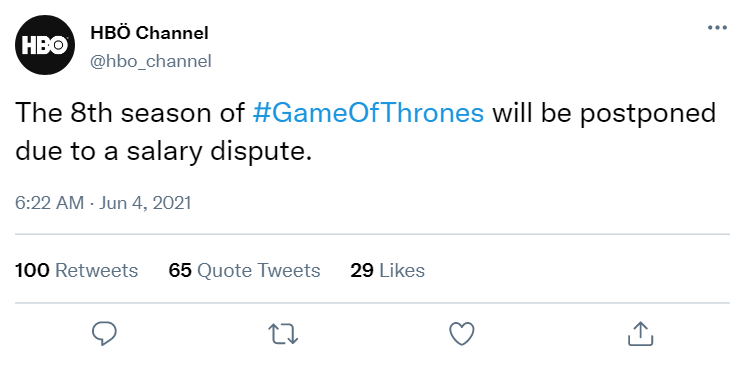 HBO
HBÖ Channel
@hbo_channel
The 8th season of #GameOfThrones will be postponed
due to a salary dispute.
6:22 AM · Jun 4, 2021
100 Retweets 65 Quote Tweets 29 Likes